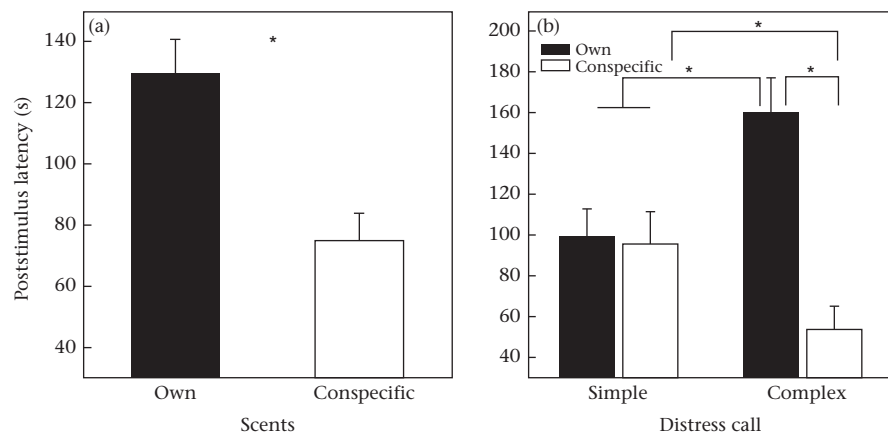 (a)
*
140
120
100
80
60
40
Poststimulus latency (s)
Own
Conspecific
Scents
(b)
Own
Conspecific
*
*
*
200
180
160
140
120
100
80
60
40
Simple
Complex
Distress call